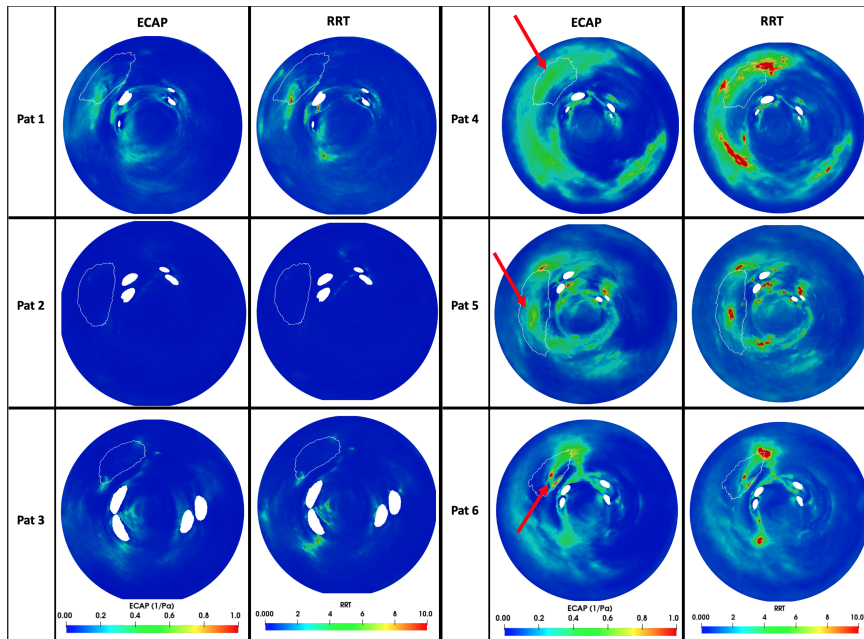 ECAP RRT ECAP RRT
Pat 1 Pat 4
Pat 2 Pat 5
Pat 3 Pat 6
ECAP (1/Pa) RRT ECAP (1/Pa) RRT
0.00 0.2 0.4 0.6 0.8 1.0 0.000 2 4 6 8 10.0 0.00 0.2 0.4 0.6 0.8 1.0 0.000 2 4 6 8 10.0